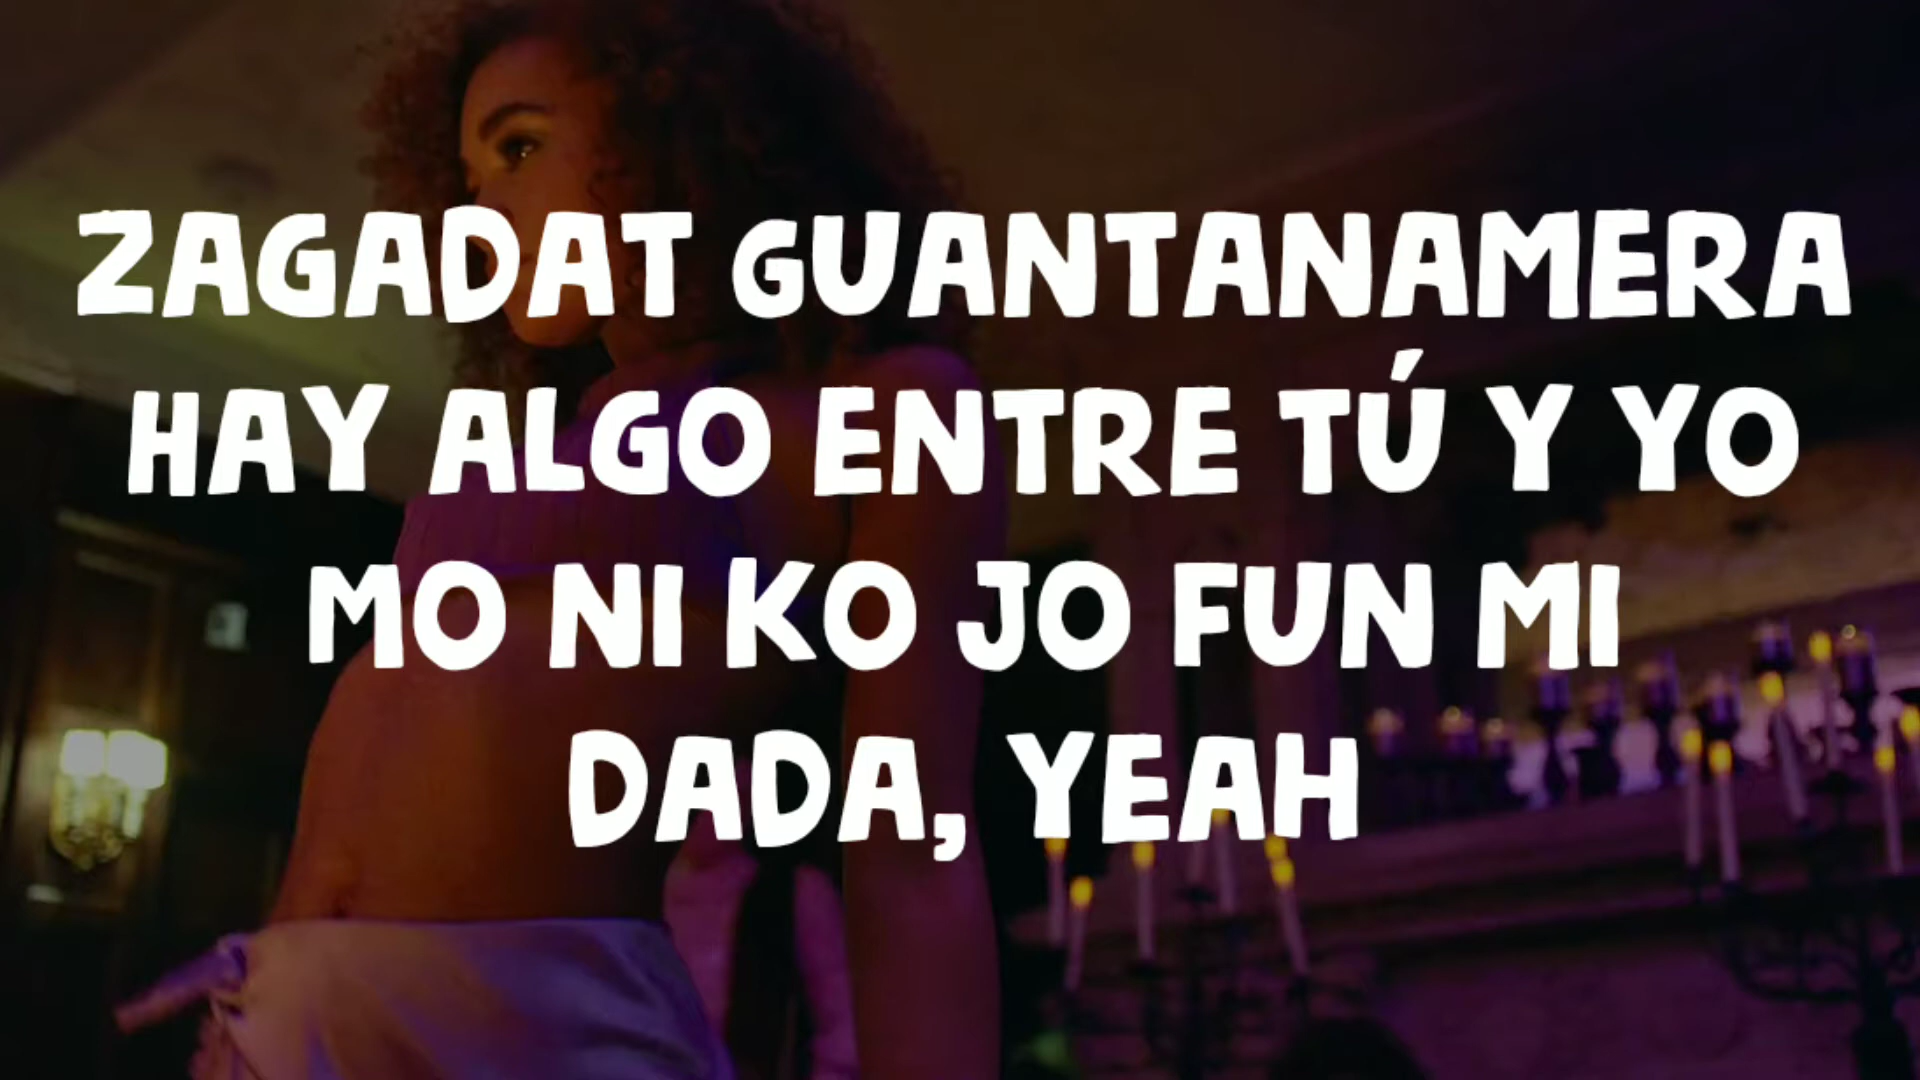 ZAGADAT GUANTANAMERA
HAY ALGO ENTRE TÚ Y YO
MO NI KO JO FUN MI
DADA, YEAH